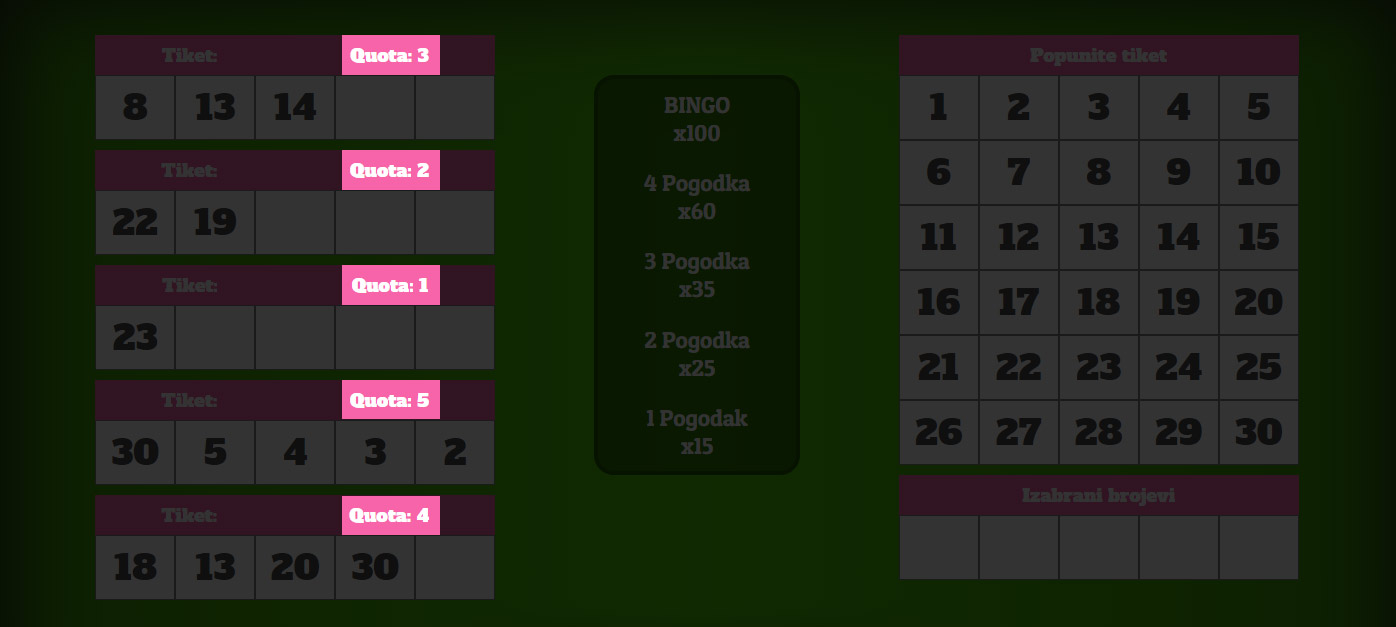 Tiket: Quota: 3
8 13 14
Tiket: Quota: 2
22 19
Tiket: Quota: 1
23
Tiket: Quota: 5
30 5 4 3 2
Tiket: Quota: 4
18 13 20 30
BINGO
x100
4 Pogodka
x60
3 Pogodka
x35
2 Pogodka
x25
1 Pogodak
x15
Popunite tiket
1 2 3 4 5
6 7 8 9 10
11 12 13 14 15
16 17 18 19 20
21 22 23 24 25
26 27 28 29 30
Izabrani brojevi